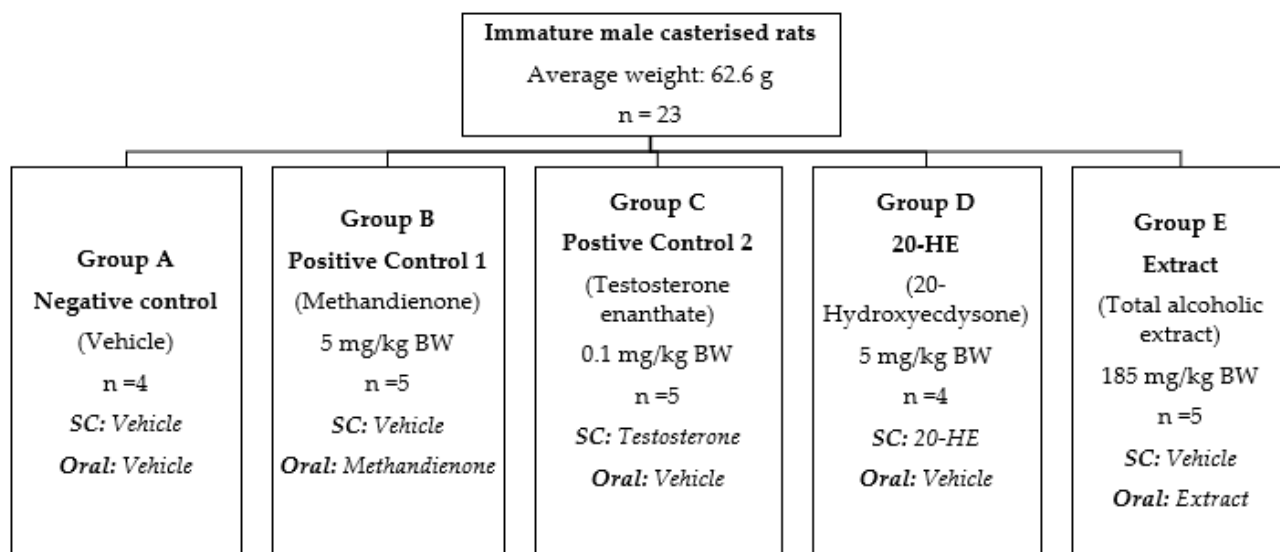 Immature male casterised rats
Average weight: 62.6 g
n = 23
Group A
Negative control
(Vehicle)
n =4
SC: Vehicle
Oral: Vehicle
Group B
Positive Control 1
(Methandienone)
5 mg/kg BW
n =5
SC: Vehicle
Oral: Methandienone
Group C
Postive Control 2
(Testosterone
enanthate)
0.1 mg/kg BW
n =5
SC: Testosterone
Oral: Vehicle
Group D
20-HE
(20-
Hydroxyecdysone)
5 mg/kg BW
n =4
SC: 20-HE
Oral: Vehicle
Group E
Extract
(Total alcoholic
extract)
185 mg/kg BW
n =5
SC: Vehicle
Oral: Extract